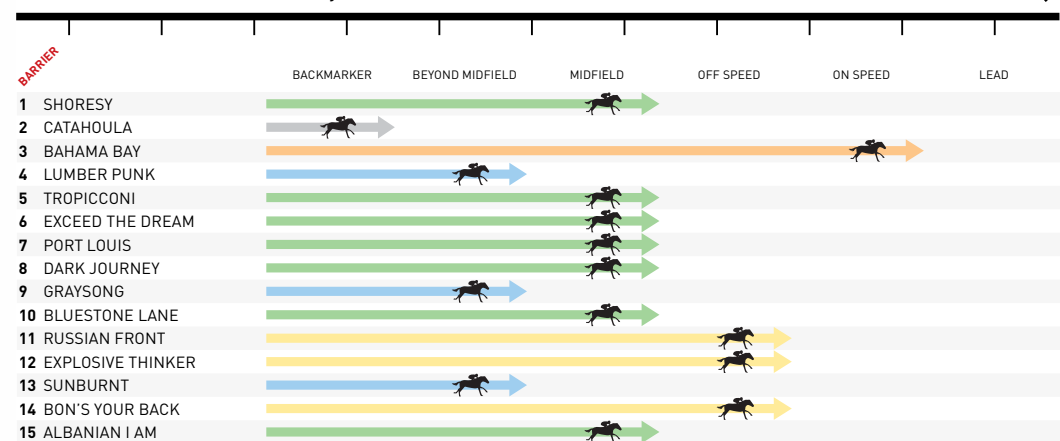 BARRIER
BACKMARKER BEYOND MIDFIELD MIDFIELD OFF SPEED ON SPEED LEAD
1 SHORESY
2 CATAHOULA
3 BAHAMA BAY
4 LUMBER PUNK
5 TROPICCONI
6 EXCEED THE DREAM
7 PORT LOUIS
8 DARK JOURNEY
9 GRAYSONG
10 BLUESTONE LANE
11 RUSSIAN FRONT
12 EXPLOSIVE THINKER
13 SUNBURNT
14 BON'S YOUR BACK
15 ALBANIAN I AM